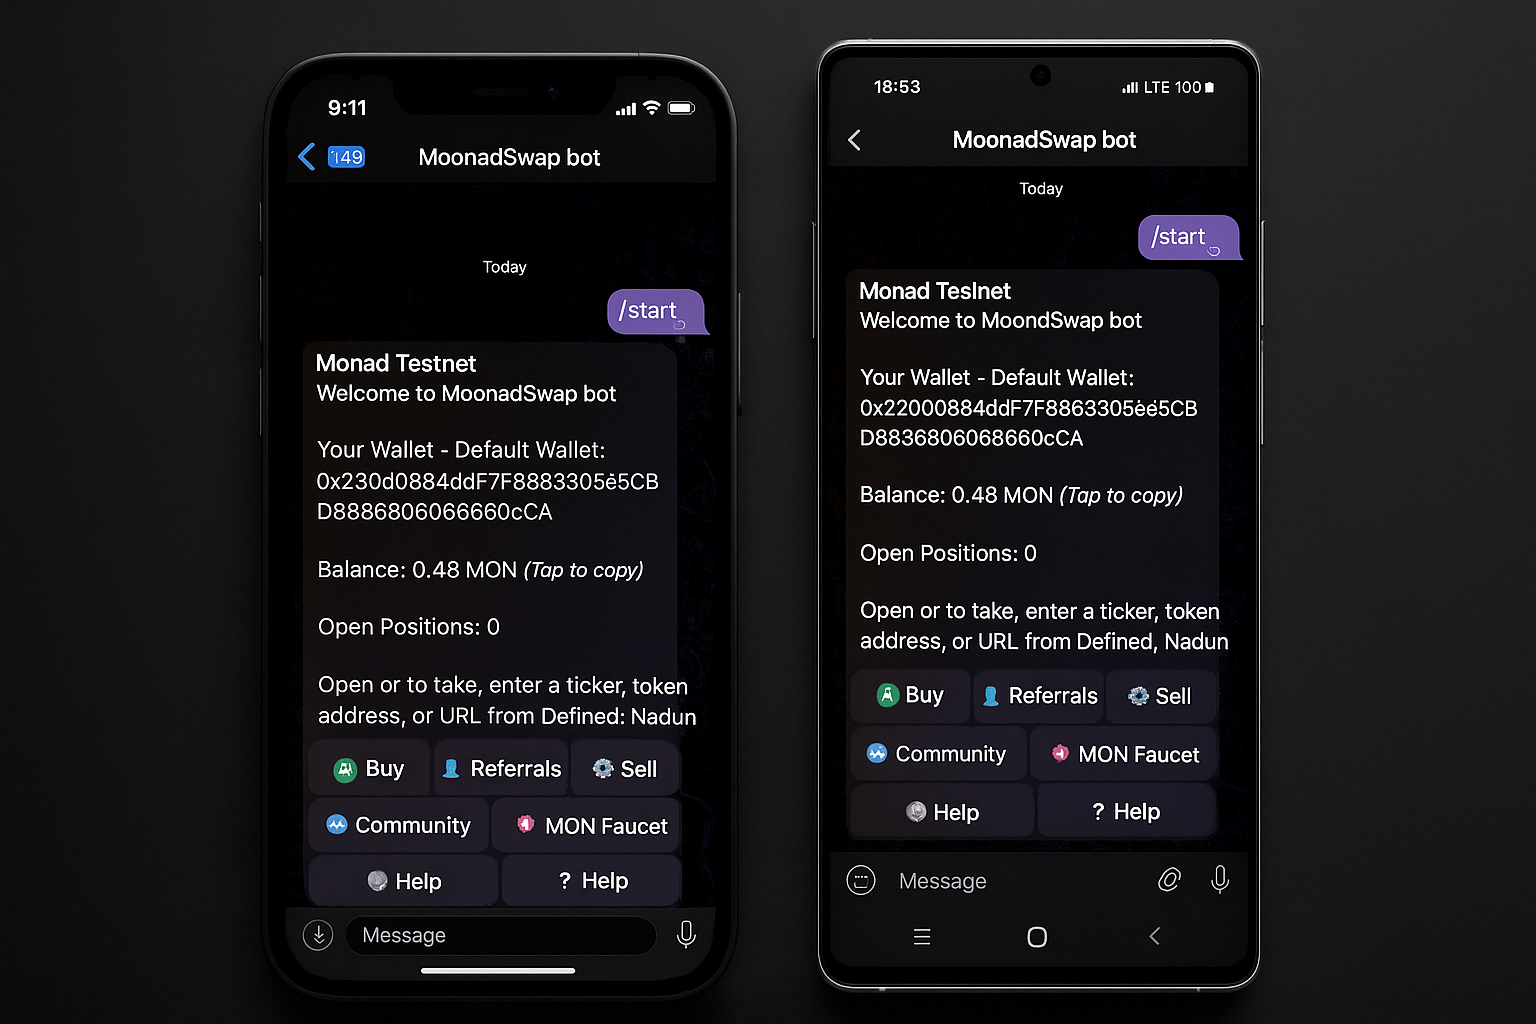 9:11
149
MoonadSwap bot
Today
/start
Monad Testnet
Welcome to MoonadSwap bot
Your Wallet - Default Wallet:
0x230d0884ddF7F8883305ė5CB
D8886806066660cCA
Balance: 0.48 MON (Tap to copy)
Open Positions: 0
Open or to take, enter a ticker, token
address, or URL from Defined: Nadun
Buy
Referrals
Sell
Community
MON Faucet
Help
? Help
Message
18:53
LTE 100
MoonadSwap bot
Today
/start
Monad Teslnet
Welcome to MoondSwap bot
Your Wallet - Default Wallet:
0x22000884ddF7F8863305ėė5CB
D8836806068660cCA
Balance: 0.48 MON (Tap to copy)
Open Positions: 0
Open or to take, enter a ticker, token
address, or URL from Defined, Nadun
Buy
Referrals
Sell
Community
MON Faucet
Help
? Help
Message